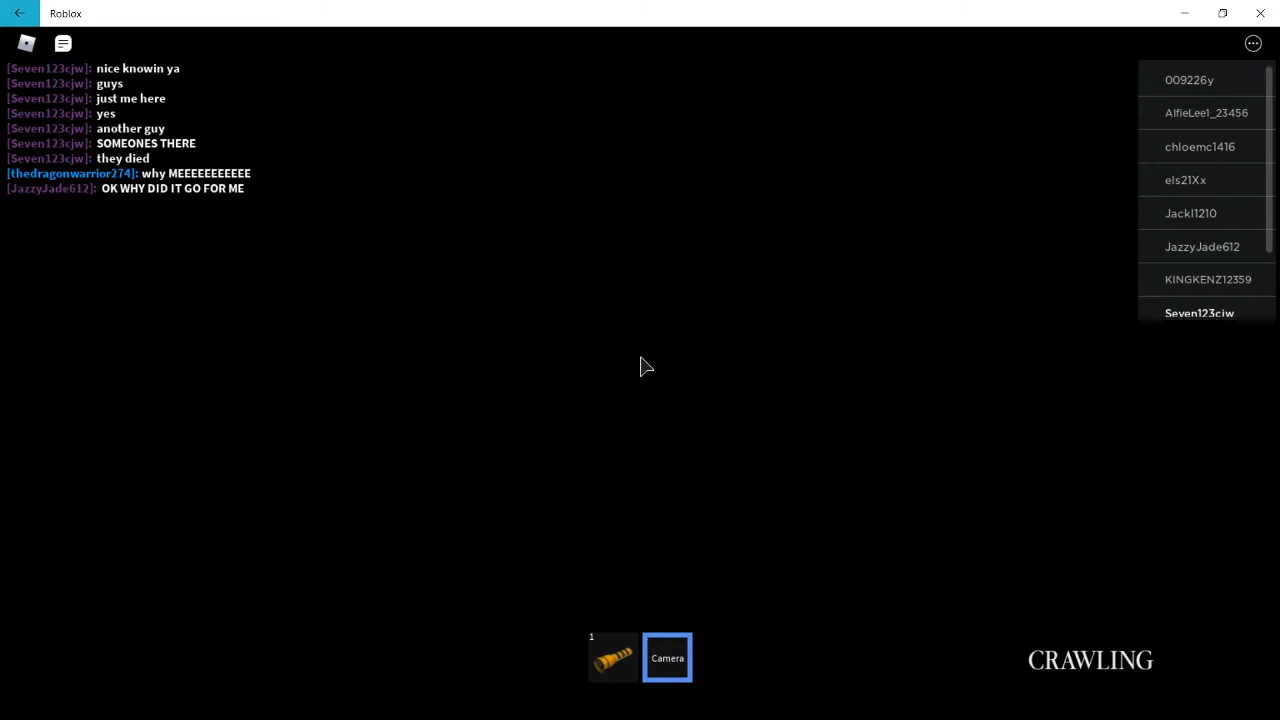 Roblox
[Seven123cjw]: nice knowin ya
[Seven123cjw]: guys
[Seven123cjw]: just me here
[Seven123cjw]: yes
[Seven123cjw]: another guy
[Seven123cjw]: SOMEONES THERE
[Seven123cjw]: they died
[thedragonwarrior274]: why MEEEEEEEEEEE
[JazzyJade612]: OK WHY DID IT GO FOR ME
009226y
AlfieLee1_23456
chloemc1416
els21Xx
Jackl1210
JazzyJade612
KINGKENZ12359
Seven123cjw
1
Camera
CRAWLING